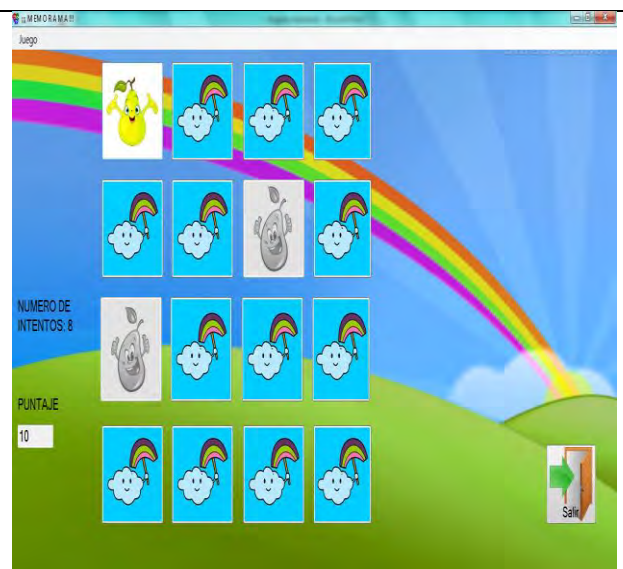 ¡¡¡ MEMORAMA !!!
Juego
NUMERO DE
INTENTOS: 8
PUNTAJE
10
Salir